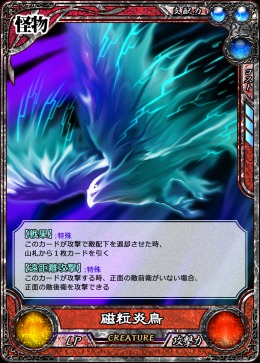 怪物
【戦果】:特殊
このカードが攻撃で敵配下を退却させた時、
山札から1枚カードを引く
【遠距離攻撃】:特殊
このカードが攻撃する時、正面の敵前衛がいない場合、
正面の敵後衛を攻撃できる
磁粒炎鳥
LP
CREATURE
攻撃力